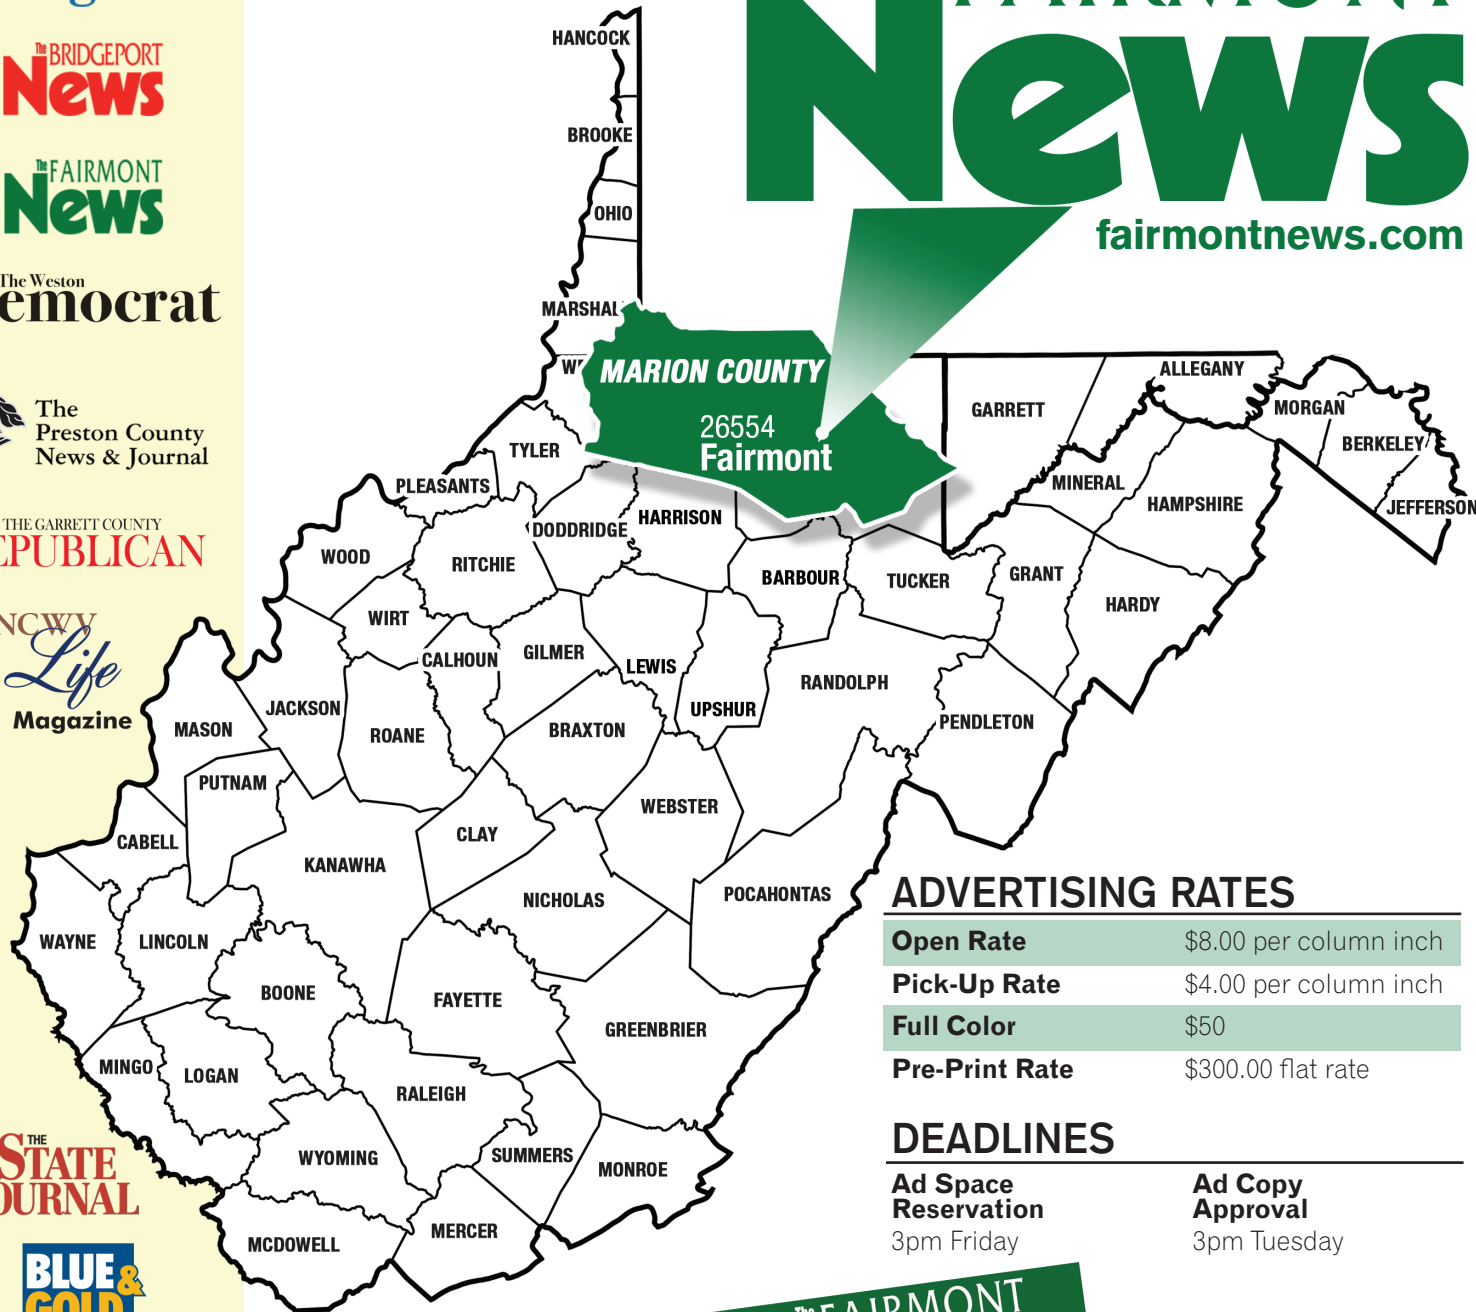 The BRIDGEPORT
News
The FAIRMONT
News
The Weston
emocrat
The
Preston County
News & Journal
THE GARRETT COUNTY
EPUBLICAN
NCWV
Life
Magazine
THE
STATE
OURNAL
BLUE &
GOLD
FAIRMONT
News
fairmontnews.com
HANCOCK
BROOKE
OHIO
MARSHAL
WE
MARION COUNTY
26554
Fairmont
GARRETT
ALLEGANY
MORGAN
BERKELEY
JEFFERSON
MINERAL
HAMPSHIRE
TYLER
PLEASANTS
DODDRIDGE
HARRISON
WOOD
RITCHIE
BARBOUR
TUCKER
GRANT
HARDY
WIRT
CALHOUN
GILMER
LEWIS
UPSHUR
RANDOLPH
PENDLETON
JACKSON
MASON
ROANE
BRAXTON
PUTNAM
WEBSTER
CABELL
CLAY
KANAWHA
NICHOLAS
POCAHONTAS
WAYNE
LINCOLN
BOONE
FAYETTE
GREENBRIER
MINGO
LOGAN
RALEIGH
WYOMING
SUMMERS
MONROE
MERCER
MCDOWELL
ADVERTISING RATES
Open Rate $8.00 per column inch
Pick-Up Rate $4.00 per column inch
Full Color $50
Pre-Print Rate $300.00 flat rate
DEADLINES
Ad Space
Reservation
3pm Friday
Ad Copy
Approval
3pm Tuesday
The FAIRMONT